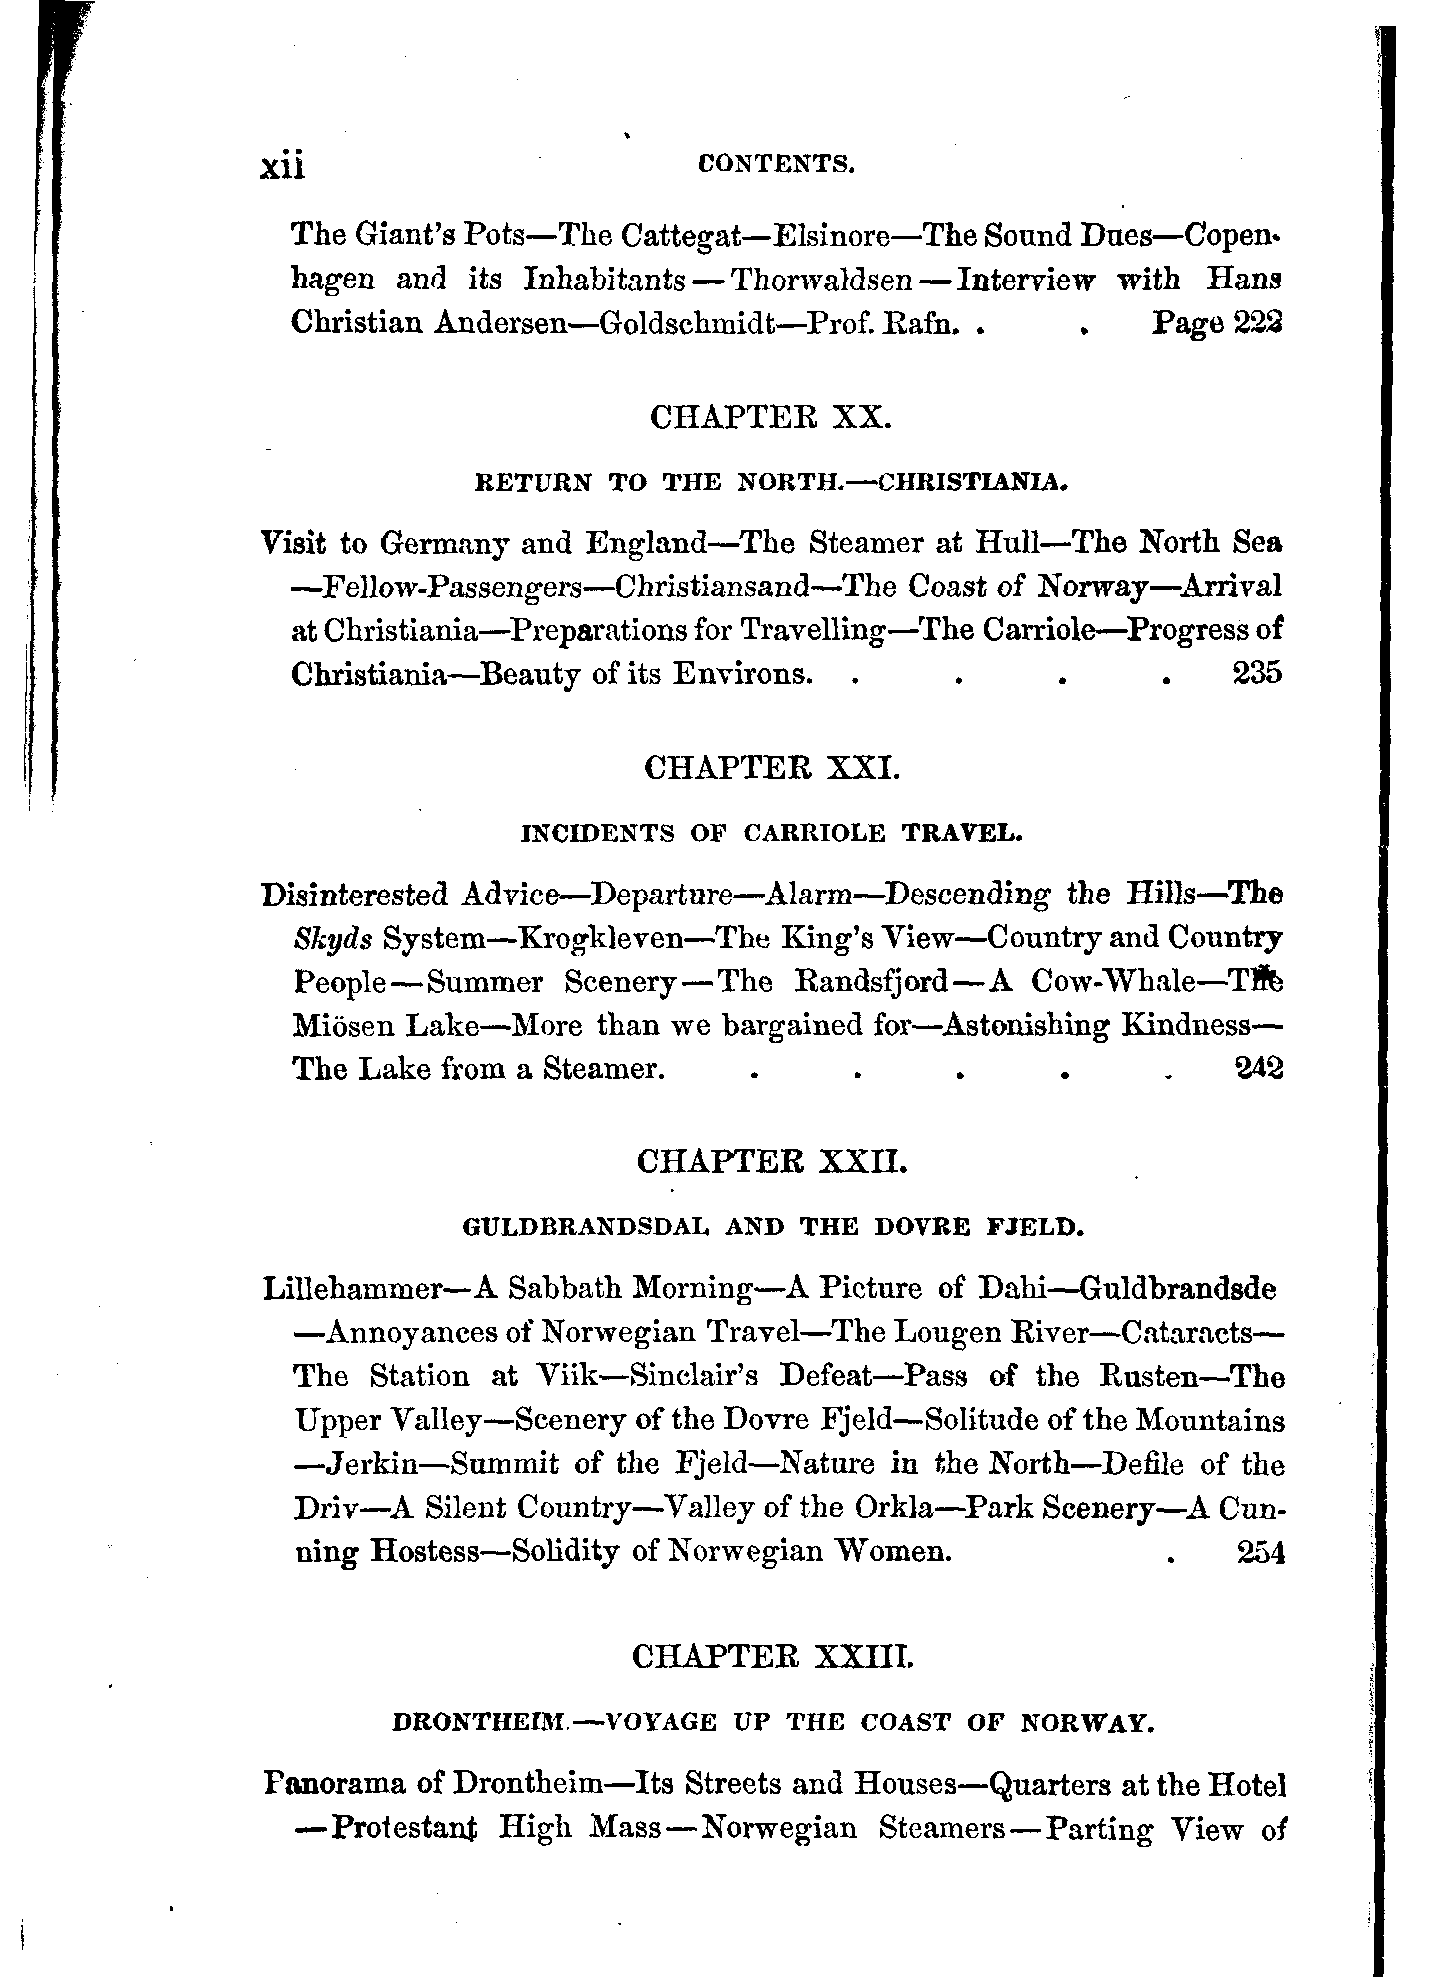 xii CONTENTS.
The Giant's Pots—The Cattegat—Elsinore—The Sound Dues—Copen-
hagen and its Inhabitants—Thorwaldsen—Interview with Hans
Christian Andersen—Goldschmidt—Prof. Rafn. . . Page 222
CHAPTER XX.
RETURN TO THE NORTH.—CHRISTIANIA.
Visit to Germany and England—The Steamer at Hull—The North Sea
—Fellow-Passengers—Christiansand—The Coast of Norway—Arrival
at Christiania—Preparations for Travelling—The Carriole—Progress of
Christiania—Beauty of its Environs. . . . . 235
CHAPTER XXI.
INCIDENTS OF CARRIOLE TRAVEL.
Disinterested Advice—Departure—Alarm—Descending the Hills—The
Skyds System—Krogkleven—The King's View—Country and Country
People—Summer Scenery—The Randsfjord—A Cow-Whale—The
Miösen Lake—More than we bargained for—Astonishing Kindness—
The Lake from a Steamer. . . . . . 242
CHAPTER XXII.
GULDBRANDSDAL AND THE DOVRE FJELD.
Lillehammer—A Sabbath Morning—A Picture of Dahi—Guldbrandsde
—Annoyances of Norwegian Travel—The Lougen River—Cataracts—
The Station at Viik—Sinclair's Defeat—Pass of the Rusten—The
Upper Valley—Scenery of the Dovre Fjeld—Solitude of the Mountains
—Jerkin—Summit of the Fjeld—Nature in the North—Defile of the
Driv—A Silent Country—Valley of the Orkla—Park Scenery—A Cun-
ning Hostess—Solidity of Norwegian Women. . 254
CHAPTER XXIII.
DRONTHEIM.—VOYAGE UP THE COAST OF NORWAY.
Panorama of Drontheim—Its Streets and Houses—Quarters at the Hotel
—Protestant High Mass—Norwegian Steamers—Parting View of